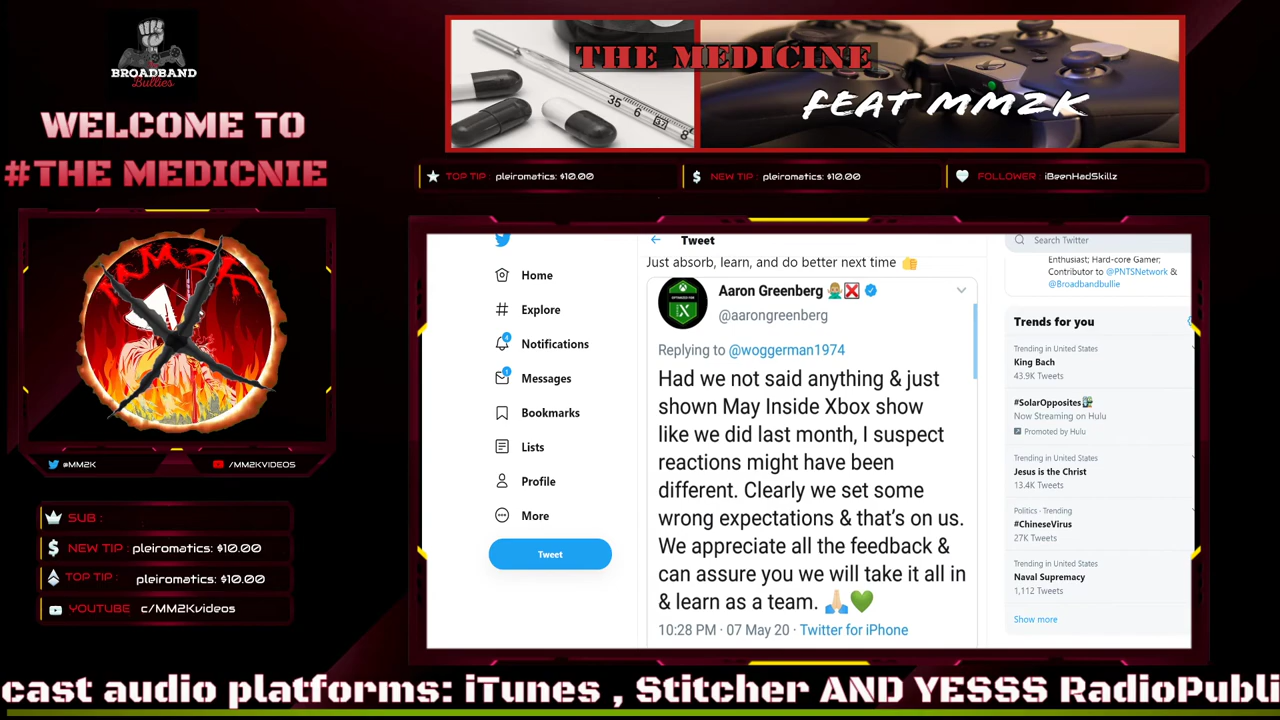 BROADBAND
Bullies
WELCOME TO
#THE MEDICNIE
MM2K
@MM2K
/MM2KVIDEOS
SUB :
NEW TIP : pleiromatics: $10.00
TOP TIP : pleiromatics: $10.00
YOUTUBE c/MM2Kvideos
THE MEDICINE
FEAT MM2K
35
6
37
8
TOP TIP : pleiromatics: $10.00
NEW TIP : pleiromatics: $10.00
FOLLOWER : iBeenHadSkillz
Home
Explore
4
Notifications
1
Messages
Bookmarks
Lists
Profile
More
Tweet
← Tweet
Just absorb, learn, and do better next time 👍
Aaron Greenberg 🙅🏼‍♂️❎
@aarongreenberg
Replying to @woggerman1974
Had we not said anything & just
shown May Inside Xbox show
like we did last month, I suspect
reactions might have been
different. Clearly we set some
wrong expectations & that's on us.
We appreciate all the feedback &
can assure you we will take it all in
& learn as a team. 🙏🏻💚
10:28 PM · 07 May 20 · Twitter for iPhone
Search Twitter
Enthusiast; Hard-core Gamer;
Contributor to @PNTSNetwork &
@Broadbandbullie
Trends for you
Trending in United States
King Bach
43.9K Tweets
#SolarOpposites
Now Streaming on Hulu
Promoted by Hulu
Trending in United States
Jesus is the Christ
13.4K Tweets
Politics · Trending
#ChineseVirus
27K Tweets
Trending in United States
Naval Supremacy
1,112 Tweets
Show more
cast audio platforms: iTunes , Stitcher AND YESSS RadioPubli